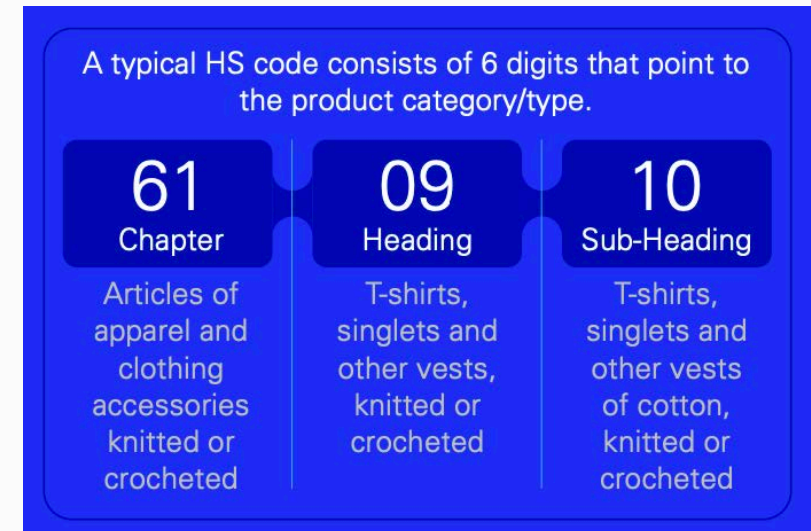 A typical HS code consists of 6 digits that point to
the product category/type.
61
Chapter
Articles of
apparel and
clothing
accessories
knitted or
crocheted
09
Heading
T-shirts,
singlets and
other vests,
knitted or
crocheted
10
Sub-Heading
T-shirts,
singlets and
other vests
of cotton,
knitted or
crocheted